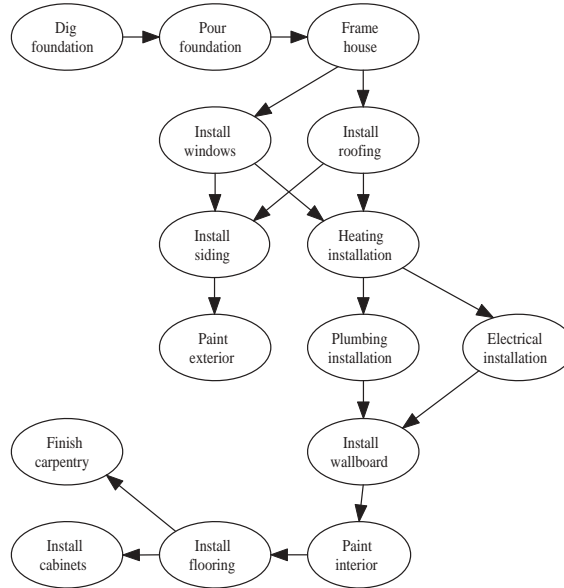 Dig
foundation
Pour
foundation
Frame
house
Install
windows
Install
roofing
Install
siding
Heating
installation
Paint
exterior
Plumbing
installation
Electrical
installation
Finish
carpentry
Install
wallboard
Install
cabinets
Install
flooring
Paint
interior